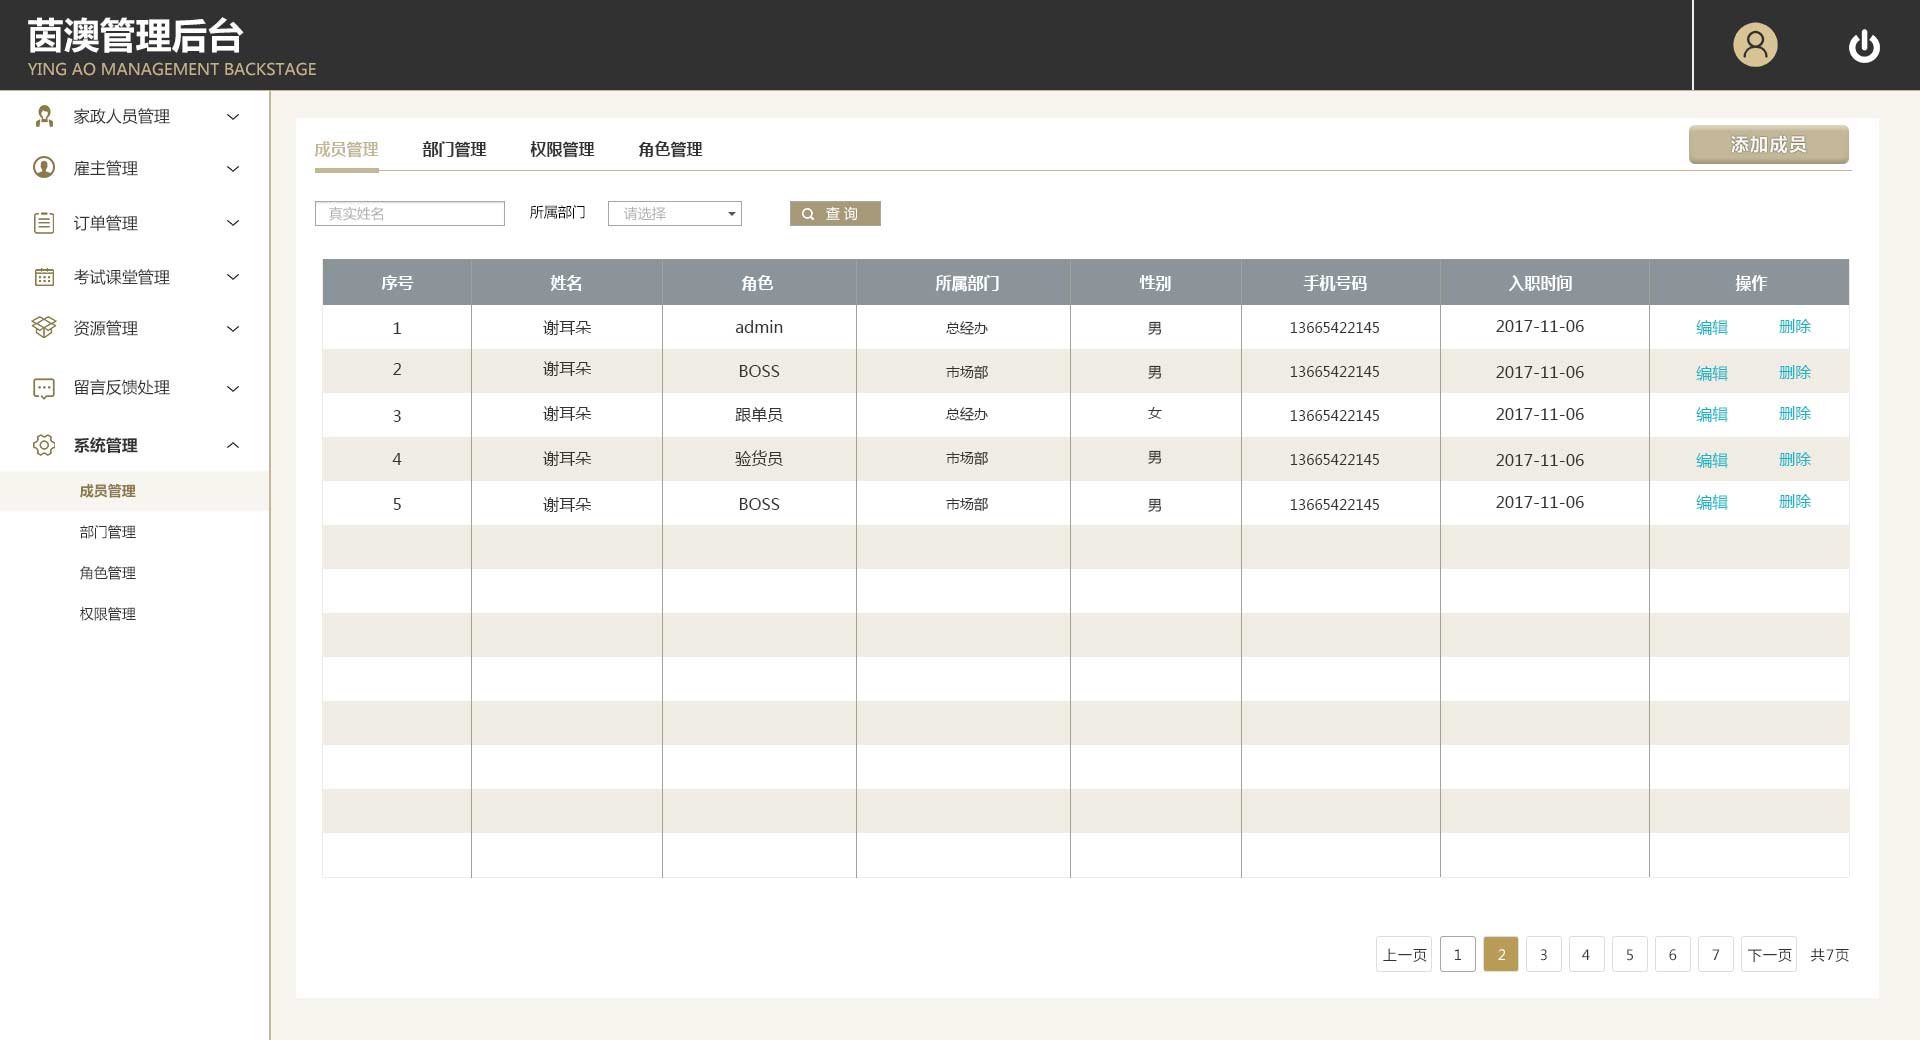 茵澳管理后台
YING AO MANAGEMENT BACKSTAGE
家政人员管理
雇主管理
订单管理
考试课堂管理
资源管理
留言反馈处理
系统管理
成员管理
部门管理
角色管理
权限管理
成员管理 部门管理 权限管理 角色管理
添加成员
真实姓名 所属部门 请选择 查 询
序号 姓名 角色 所属部门 性别 手机号码 入职时间 操作
1 谢耳朵 admin 总经办 男 13665422145 2017-11-06 编辑 删除
2 谢耳朵 BOSS 市场部 男 13665422145 2017-11-06 编辑 删除
3 谢耳朵 跟单员 总经办 女 13665422145 2017-11-06 编辑 删除
4 谢耳朵 验货员 市场部 男 13665422145 2017-11-06 编辑 删除
5 谢耳朵 BOSS 市场部 男 13665422145 2017-11-06 编辑 删除
上一页 1 2 3 4 5 6 7 下一页 共7页